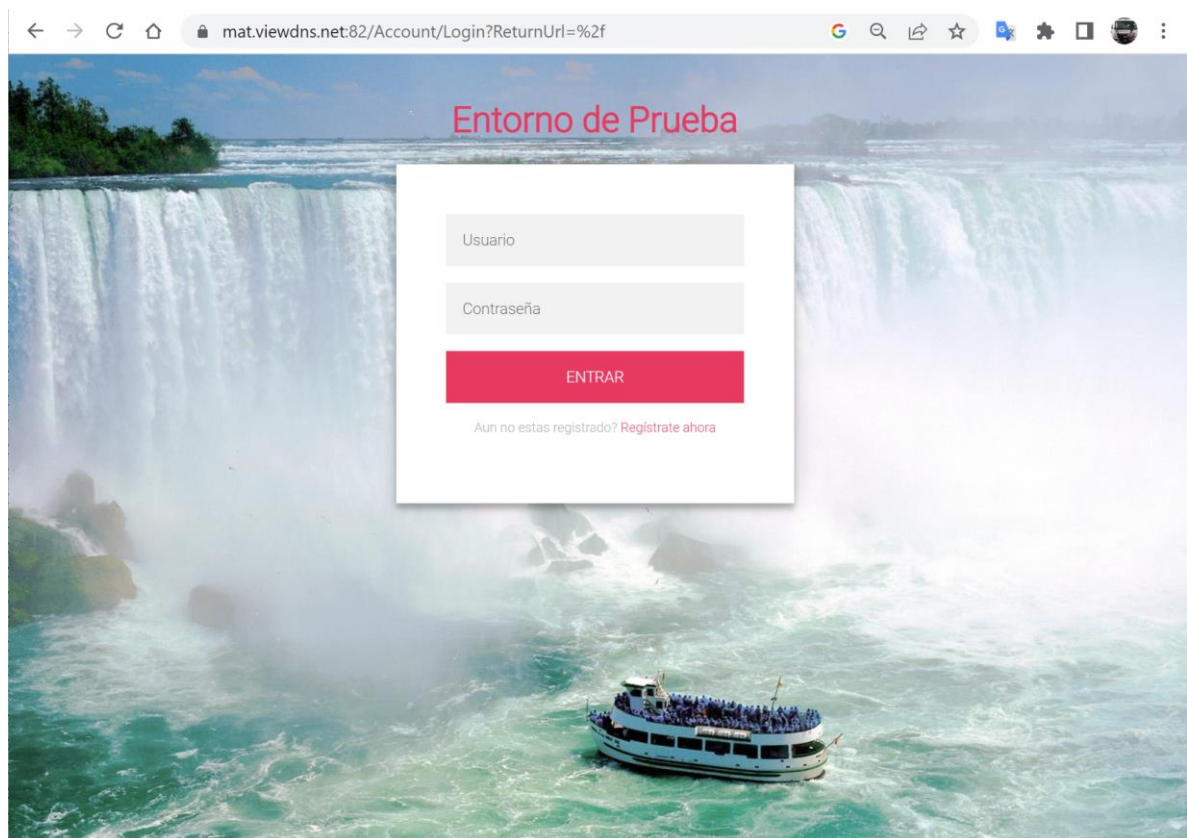 mat.viewdns.net:82/Account/Login?ReturnUrl=%2f
Entorno de Prueba
Usuario
Contraseña
ENTRAR
Aun no estas registrado? Regístrate ahora